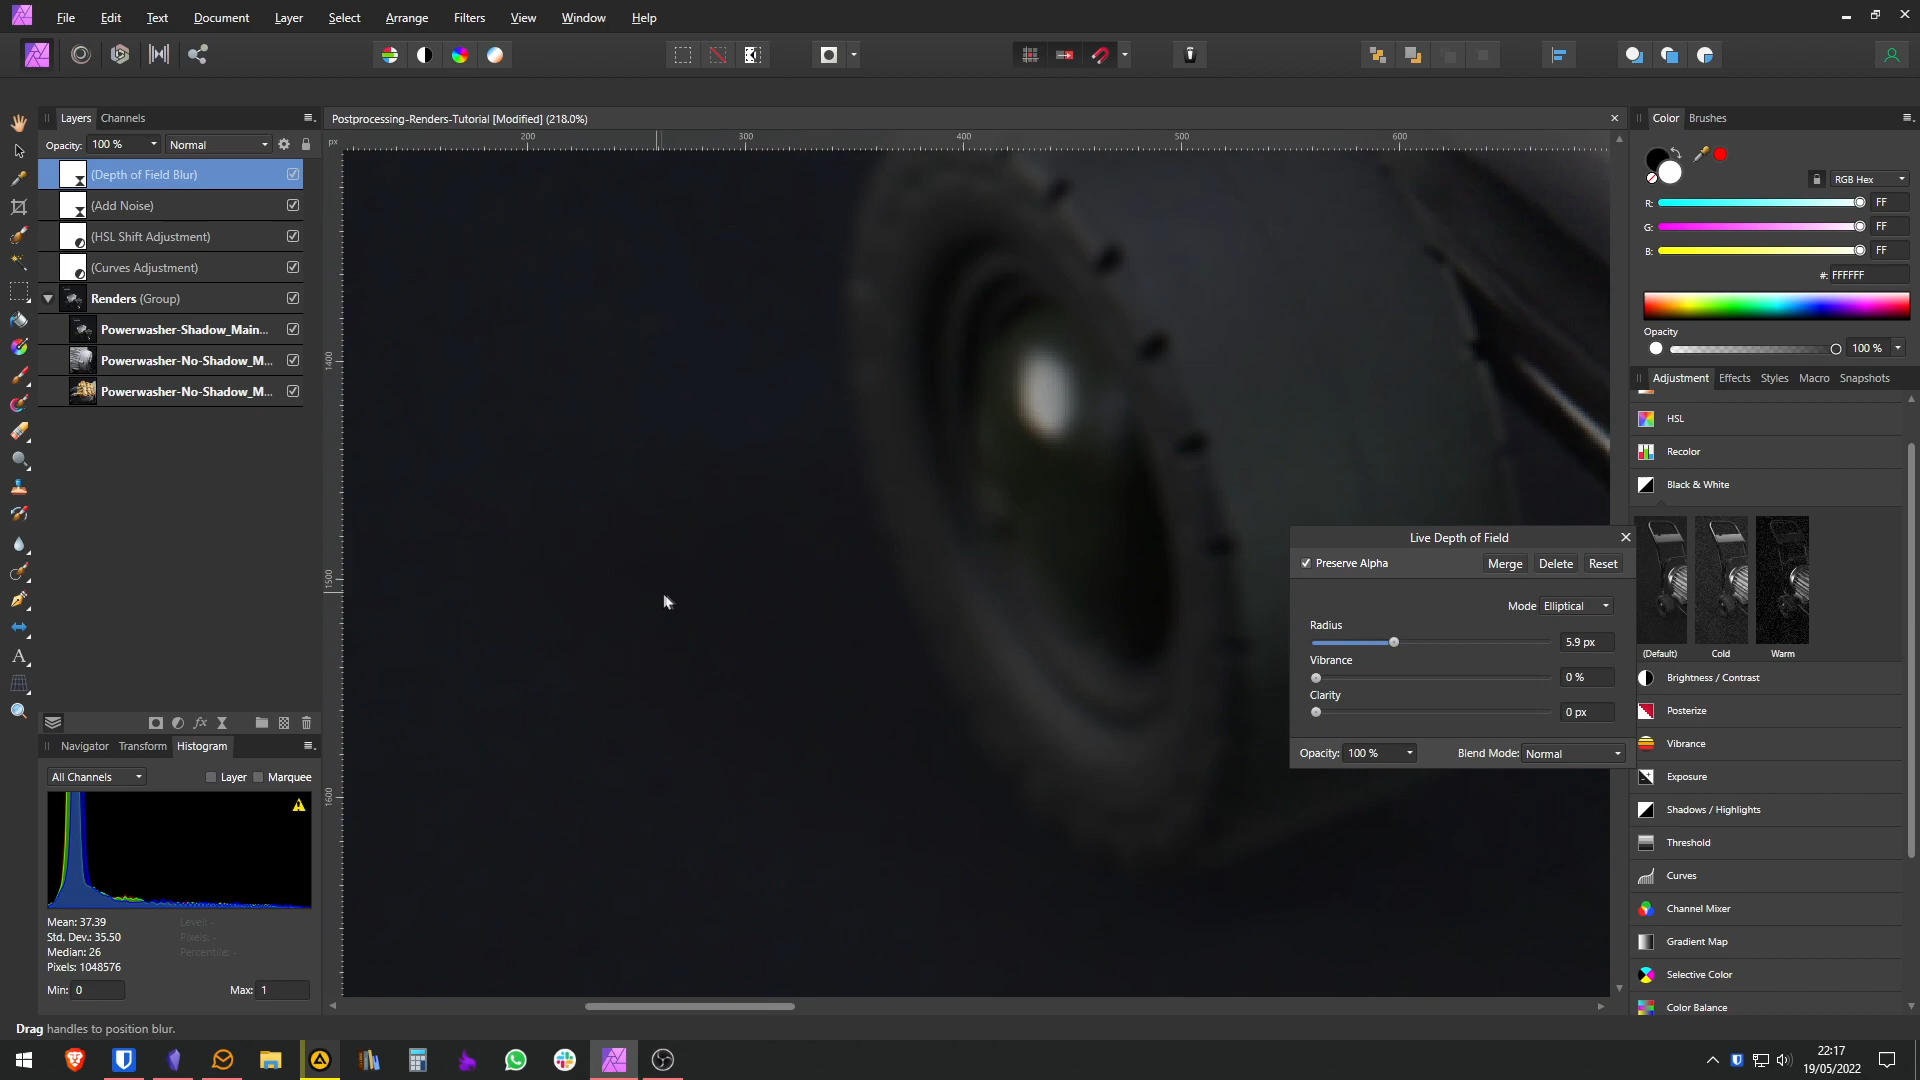 File Edit Text Document Layer Select Arrange Filters View Window Help
Layers Channels
Postprocessing-Renders-Tutorial [Modified] (218.0%)
Color Brushes
Opacity: 100 % Normal
px 200 300 400 500 600
1400
1500
1600
(Depth of Field Blur)
(Add Noise)
(HSL Shift Adjustment)
(Curves Adjustment)
Renders (Group)
Powerwasher-Shadow_Main...
Powerwasher-No-Shadow_M...
Powerwasher-No-Shadow_M...
RGB Hex
R: FF
G: FF
B: FF
#: FFFFFF
Opacity
100 %
Adjustment Effects Styles Macro Snapshots
HSL
Recolor
Black & White
(Default) Cold Warm
Brightness / Contrast
Posterize
Vibrance
Exposure
Shadows / Highlights
Threshold
Curves
Channel Mixer
Gradient Map
Selective Color
Color Balance
Live Depth of Field
Preserve Alpha Merge Delete Reset
Mode Elliptical
Radius
5.9 px
Vibrance
0 %
Clarity
0 px
Opacity: 100 % Blend Mode: Normal
Navigator Transform Histogram
All Channels Layer Marquee
Mean: 37.39 Level: -
Std. Dev.: 35.50 Pixels: -
Median: 26 Percentile: -
Pixels: 1048576
Min: 0 Max: 1
Drag handles to position blur.
22:17
19/05/2022